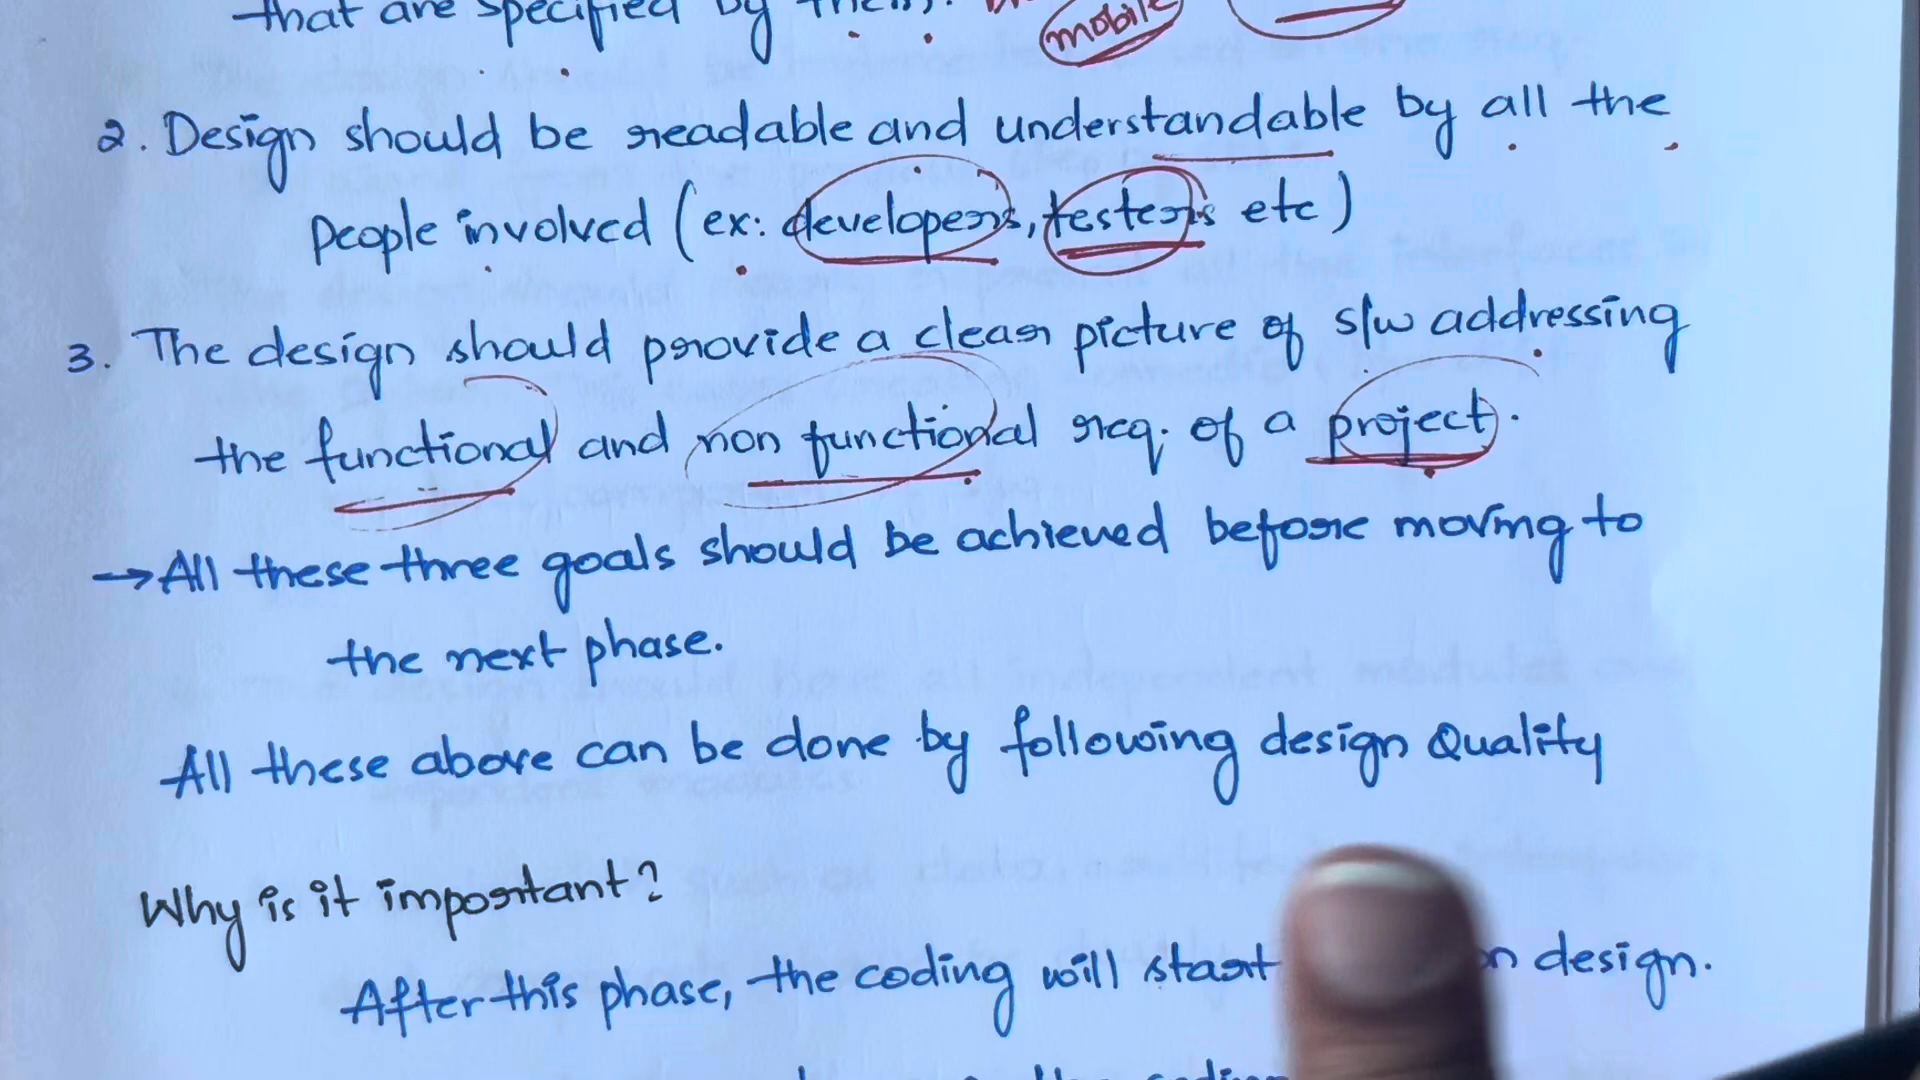 that are specified by them.
mobile
2. Design should be readable and understandable by all the
people involved (ex: developers, testers etc)
3. The design should provide a clear picture of s/w addressing
the functional and non functional req. of a project.
→ All these three goals should be achieved before moving to
the next phase.
All these above can be done by following design Quality
Why is it important?
After this phase, the coding will start design.
the coding